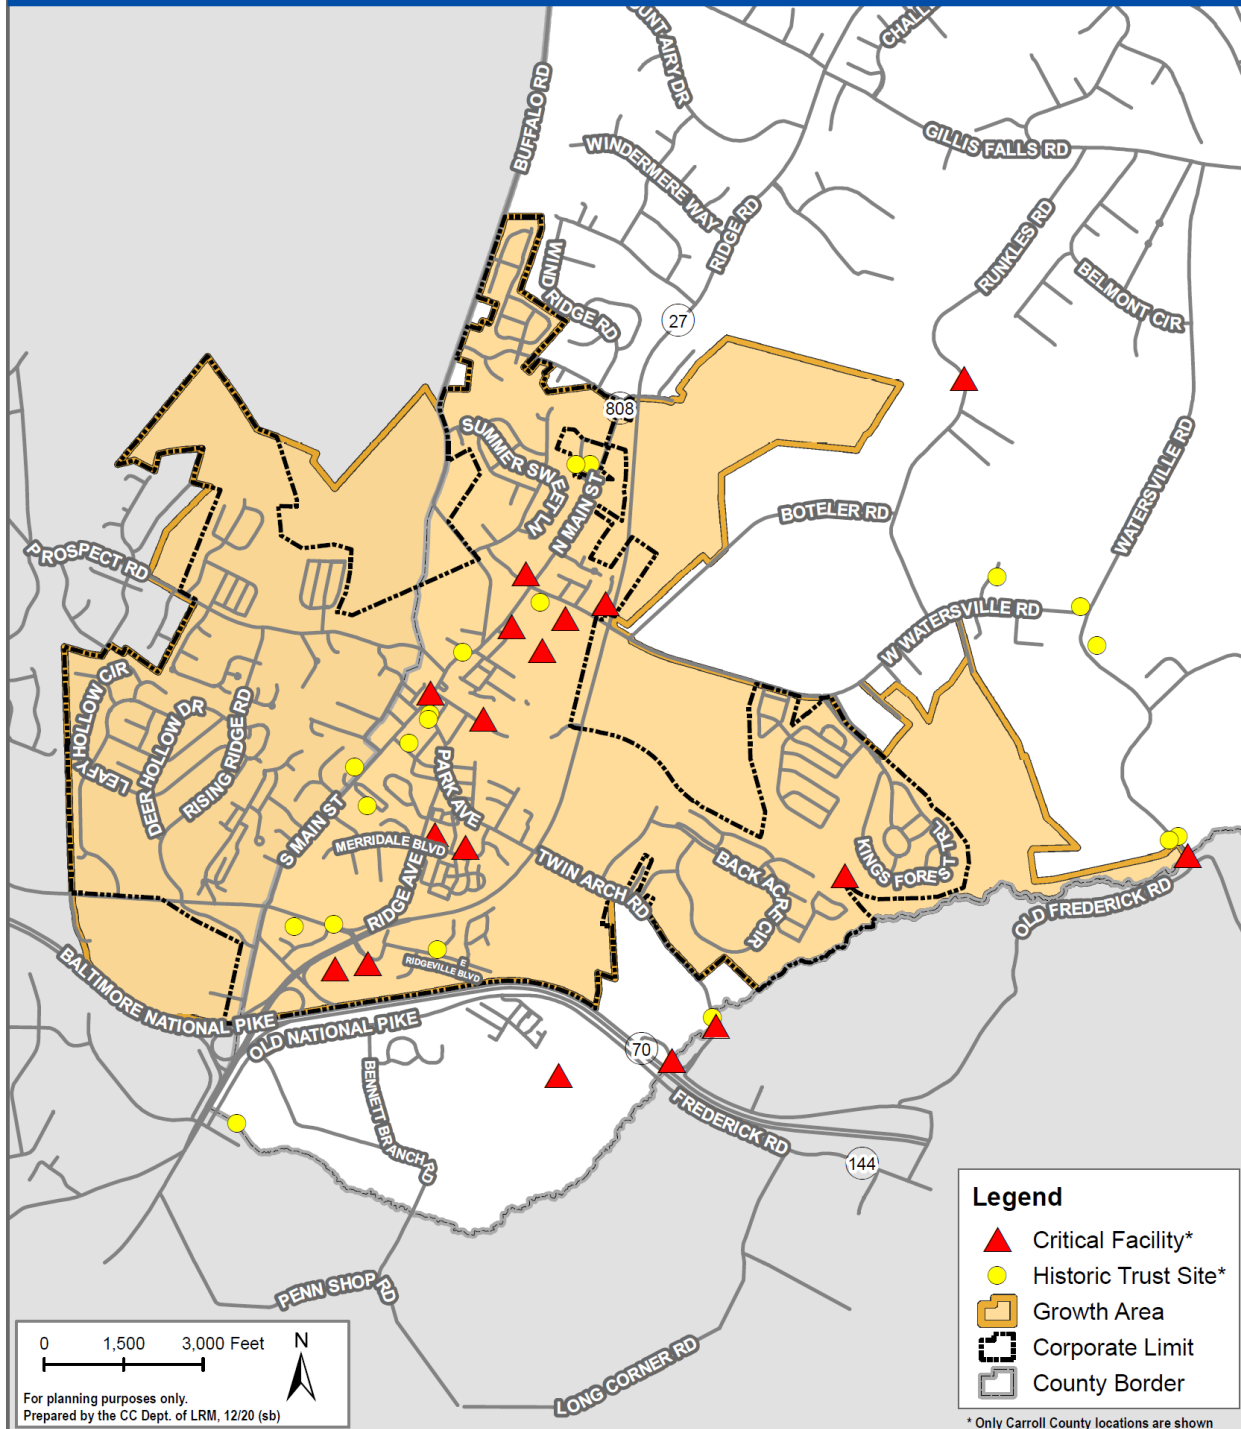 OUNT AIRY DR
CHALL
BUFFALO RD
GILLIS FALLS RD
WINDERMERE WAY
RIDGE RD
RUNKLES RD
WIND
RIDGE RD
BELMONT CIR
27
808
SUMMER SWEET LN
N MAIN ST
WATERSVILLE RD
BOTELER RD
PROSPECT RD
W WATERSVILLE RD
LEAFY HOLLOW CIR
DEER HOLLOW DR
RISING RIDGE RD
PARK AVE
S MAIN ST
MERRIDALE BLVD
TWIN ARCH RD
BACK ACRE CIR
KINGS FOREST TRL
RIDGE AVE
OLD FREDERICK RD
E
RIDGEVILLE BLVD
BALTIMORE NATIONAL PIKE
OLD NATIONAL PIKE
70
BENNETT BRANCH RD
FREDERICK RD
144
PENN SHOP RD
LONG CORNER RD
Legend
Critical Facility*
Historic Trust Site*
Growth Area
Corporate Limit
County Border
* Only Carroll County locations are shown
0 1,500 3,000 Feet
N
For planning purposes only.
Prepared by the CC Dept. of LRM, 12/20 (sb)